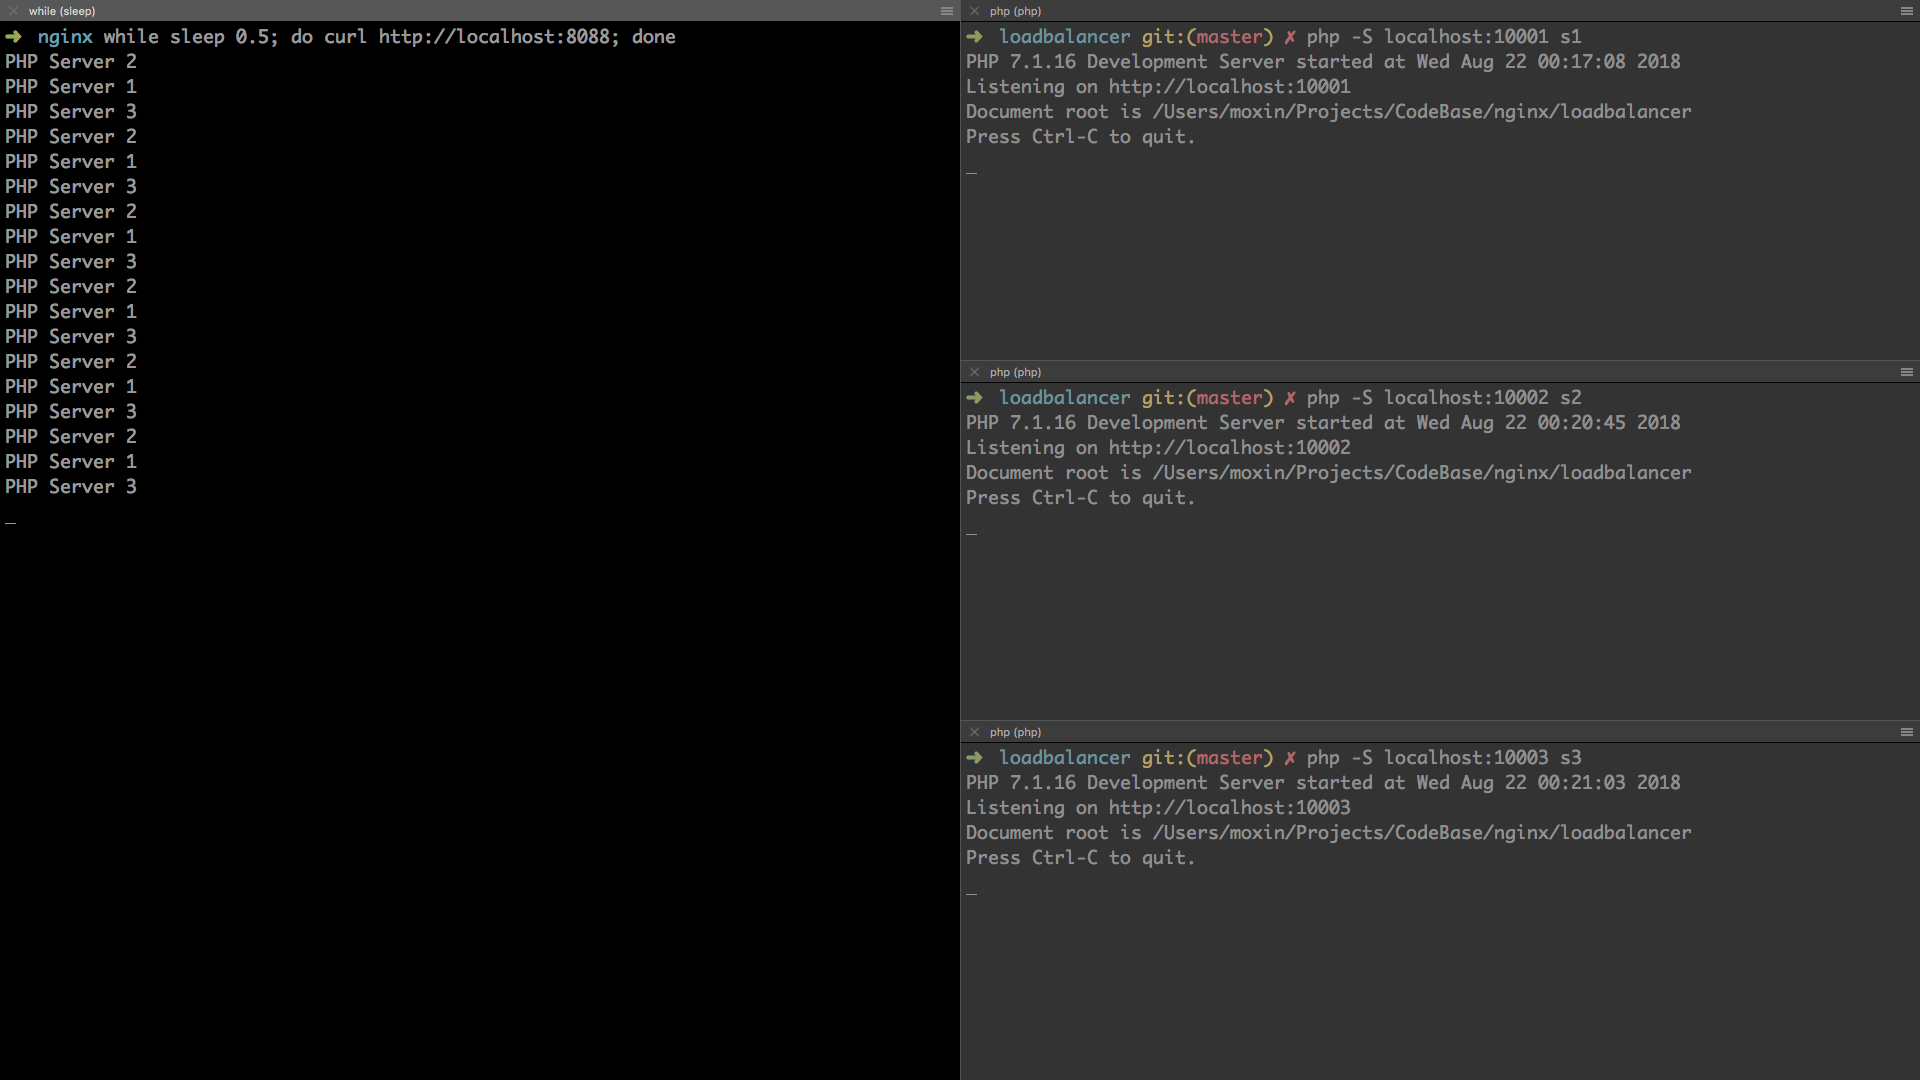 while (sleep)
➜ nginx while sleep 0.5; do curl http://localhost:8088; done
PHP Server 2
PHP Server 1
PHP Server 3
PHP Server 2
PHP Server 1
PHP Server 3
PHP Server 2
PHP Server 1
PHP Server 3
PHP Server 2
PHP Server 1
PHP Server 3
PHP Server 2
PHP Server 1
PHP Server 3
PHP Server 2
PHP Server 1
PHP Server 3
php (php)
➜ loadbalancer git:(master) ✗ php -S localhost:10001 s1
PHP 7.1.16 Development Server started at Wed Aug 22 00:17:08 2018
Listening on http://localhost:10001
Document root is /Users/moxin/Projects/CodeBase/nginx/loadbalancer
Press Ctrl-C to quit.
php (php)
➜ loadbalancer git:(master) ✗ php -S localhost:10002 s2
PHP 7.1.16 Development Server started at Wed Aug 22 00:20:45 2018
Listening on http://localhost:10002
Document root is /Users/moxin/Projects/CodeBase/nginx/loadbalancer
Press Ctrl-C to quit.
php (php)
➜ loadbalancer git:(master) ✗ php -S localhost:10003 s3
PHP 7.1.16 Development Server started at Wed Aug 22 00:21:03 2018
Listening on http://localhost:10003
Document root is /Users/moxin/Projects/CodeBase/nginx/loadbalancer
Press Ctrl-C to quit.